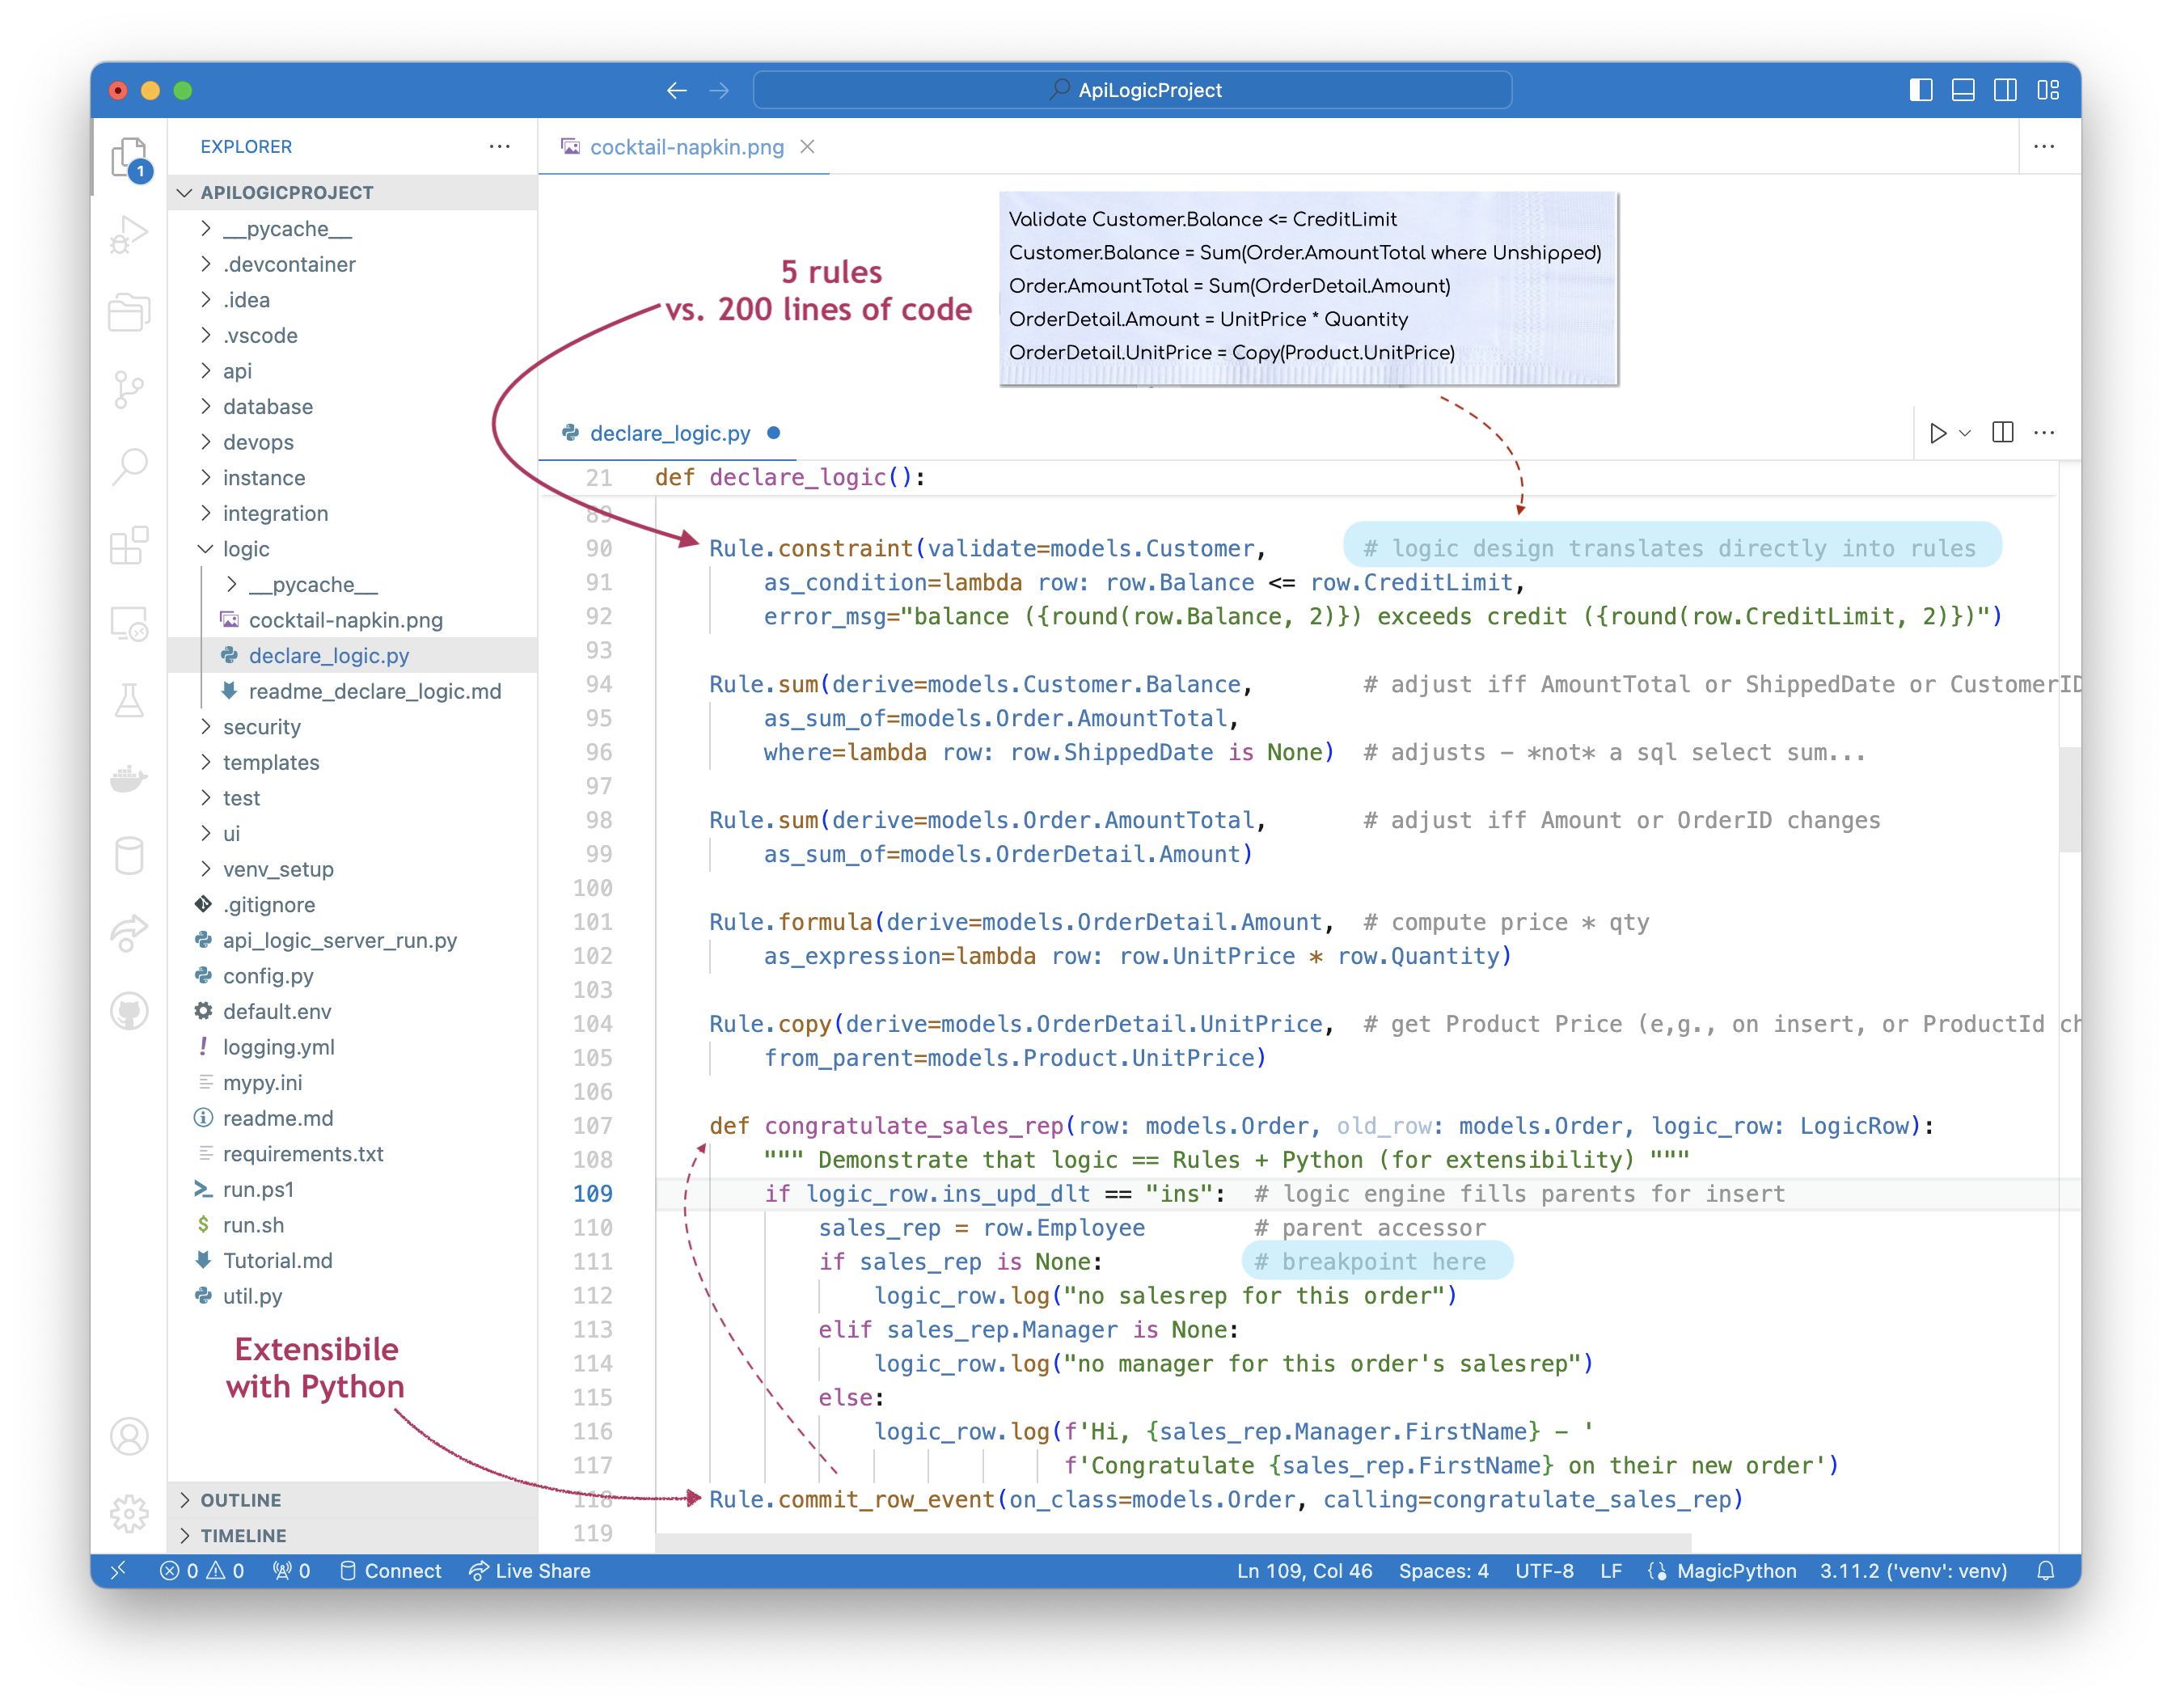 ApiLogicProject
EXPLORER
cocktail-napkin.png
1
APILOGICPROJECT
__pycache__
.devcontainer
.idea
.vscode
api
database
devops
instance
integration
logic
__pycache__
cocktail-napkin.png
declare_logic.py
readme_declare_logic.md
security
templates
test
ui
venv_setup
.gitignore
api_logic_server_run.py
config.py
default.env
logging.yml
mypy.ini
readme.md
requirements.txt
run.ps1
run.sh
Tutorial.md
util.py
Extensibile
with Python
OUTLINE
TIMELINE
5 rules
vs. 200 lines of code
Validate Customer.Balance <= CreditLimit
Customer.Balance = Sum(Order.AmountTotal where Unshipped)
Order.AmountTotal = Sum(OrderDetail.Amount)
OrderDetail.Amount = UnitPrice * Quantity
OrderDetail.UnitPrice = Copy(Product.UnitPrice)
declare_logic.py
21 def declare_logic():
89
90 Rule.constraint(validate=models.Customer, # logic design translates directly into rules
91 as_condition=lambda row: row.Balance <= row.CreditLimit,
92 error_msg="balance ({round(row.Balance, 2)}) exceeds credit ({round(row.CreditLimit, 2)})")
93
94 Rule.sum(derive=models.Customer.Balance, # adjust iff AmountTotal or ShippedDate or CustomerID
95 as_sum_of=models.Order.AmountTotal,
96 where=lambda row: row.ShippedDate is None) # adjusts - *not* a sql select sum...
97
98 Rule.sum(derive=models.Order.AmountTotal, # adjust iff Amount or OrderID changes
99 as_sum_of=models.OrderDetail.Amount)
100
101 Rule.formula(derive=models.OrderDetail.Amount, # compute price * qty
102 as_expression=lambda row: row.UnitPrice * row.Quantity)
103
104 Rule.copy(derive=models.OrderDetail.UnitPrice, # get Product Price (e,g., on insert, or ProductId ch
105 from_parent=models.Product.UnitPrice)
106
107 def congratulate_sales_rep(row: models.Order, old_row: models.Order, logic_row: LogicRow):
108 """ Demonstrate that logic == Rules + Python (for extensibility) """
109 if logic_row.ins_upd_dlt == "ins": # logic engine fills parents for insert
110 sales_rep = row.Employee # parent accessor
111 if sales_rep is None: # breakpoint here
112 logic_row.log("no salesrep for this order")
113 elif sales_rep.Manager is None:
114 logic_row.log("no manager for this order's salesrep")
115 else:
116 logic_row.log(f'Hi, {sales_rep.Manager.FirstName} - '
117 f'Congratulate {sales_rep.FirstName} on their new order')
118 Rule.commit_row_event(on_class=models.Order, calling=congratulate_sales_rep)
119
0 0 0 Connect Live Share Ln 109, Col 46 Spaces: 4 UTF-8 LF MagicPython 3.11.2 ('venv': venv)